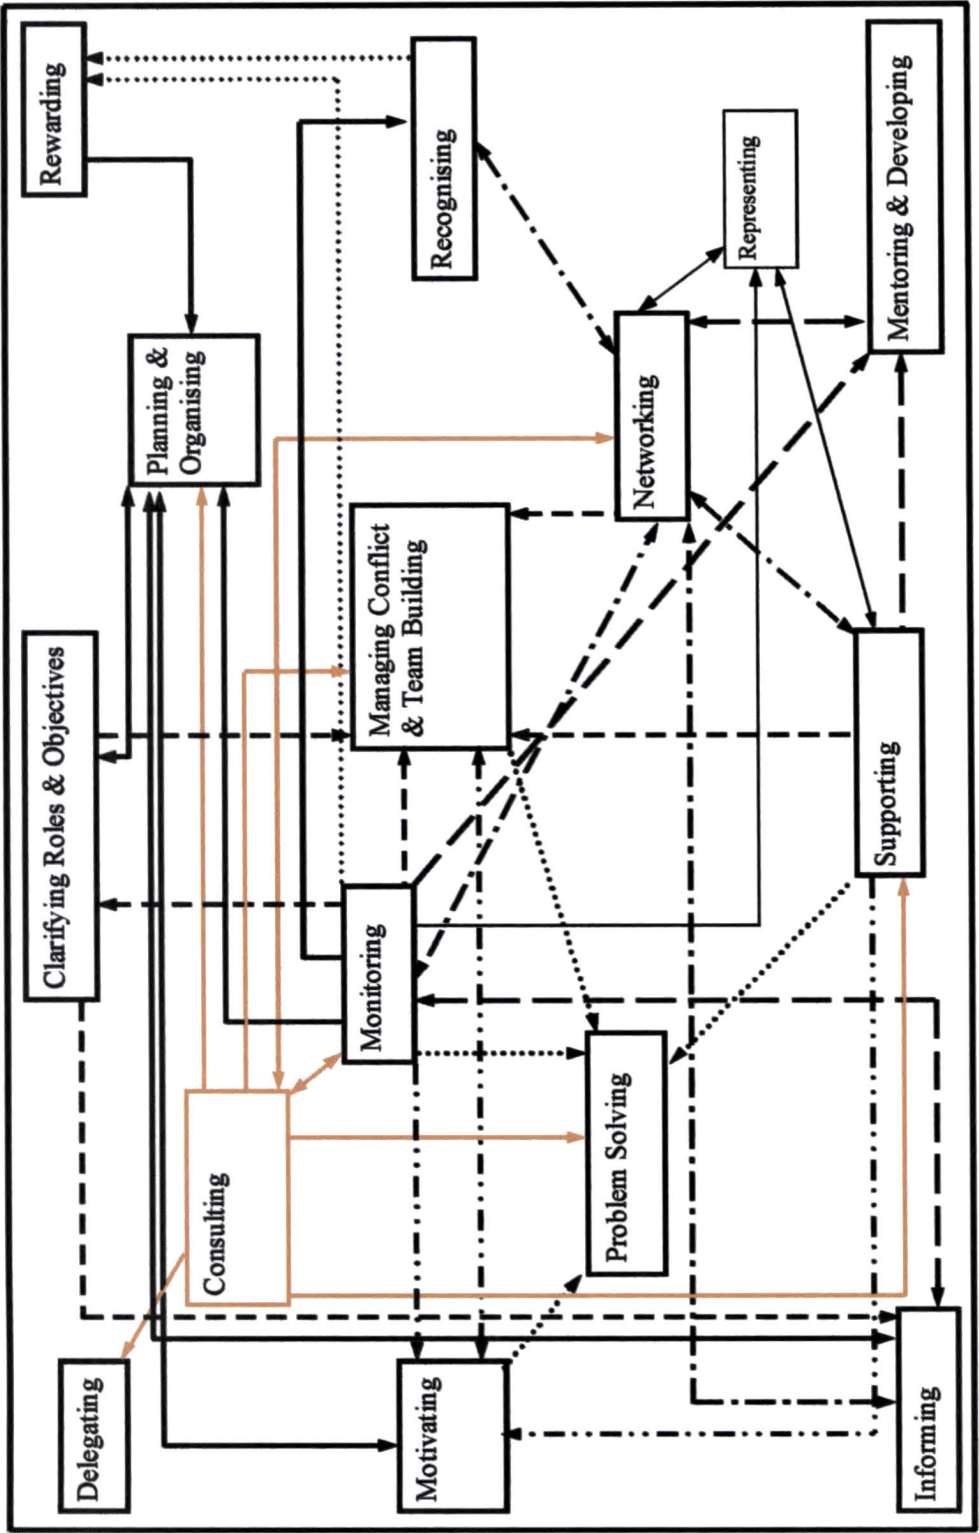 Delegating
Clarifying Roles & Objectives
Rewarding
Consulting
Planning &
Organising
Motivating
Monitoring
Managing Conflict
& Team Building
Recognising
Problem Solving
Networking
Representing
Informing
Supporting
Mentoring & Developing